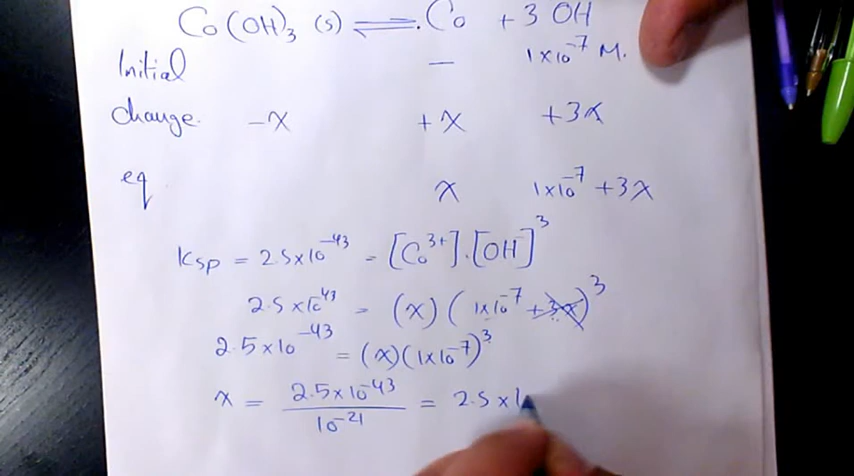 Co(OH)₃ (s) ⇌ Co + 3 OH
Initial — 1x10⁻⁷ M.
change. -x +x +3x
eq x 1x10⁻⁷ +3x
Ksp = 2.5x10⁻⁴³ = [Co³⁺].[OH⁻]³
2.5x10⁻⁴³ = (x)(1x10⁻⁷ +3x)³
2.5x10⁻⁴³ = (x)(1x10⁻⁷)³
x = 2.5x10⁻⁴³ / 10⁻²¹ = 2.5x1